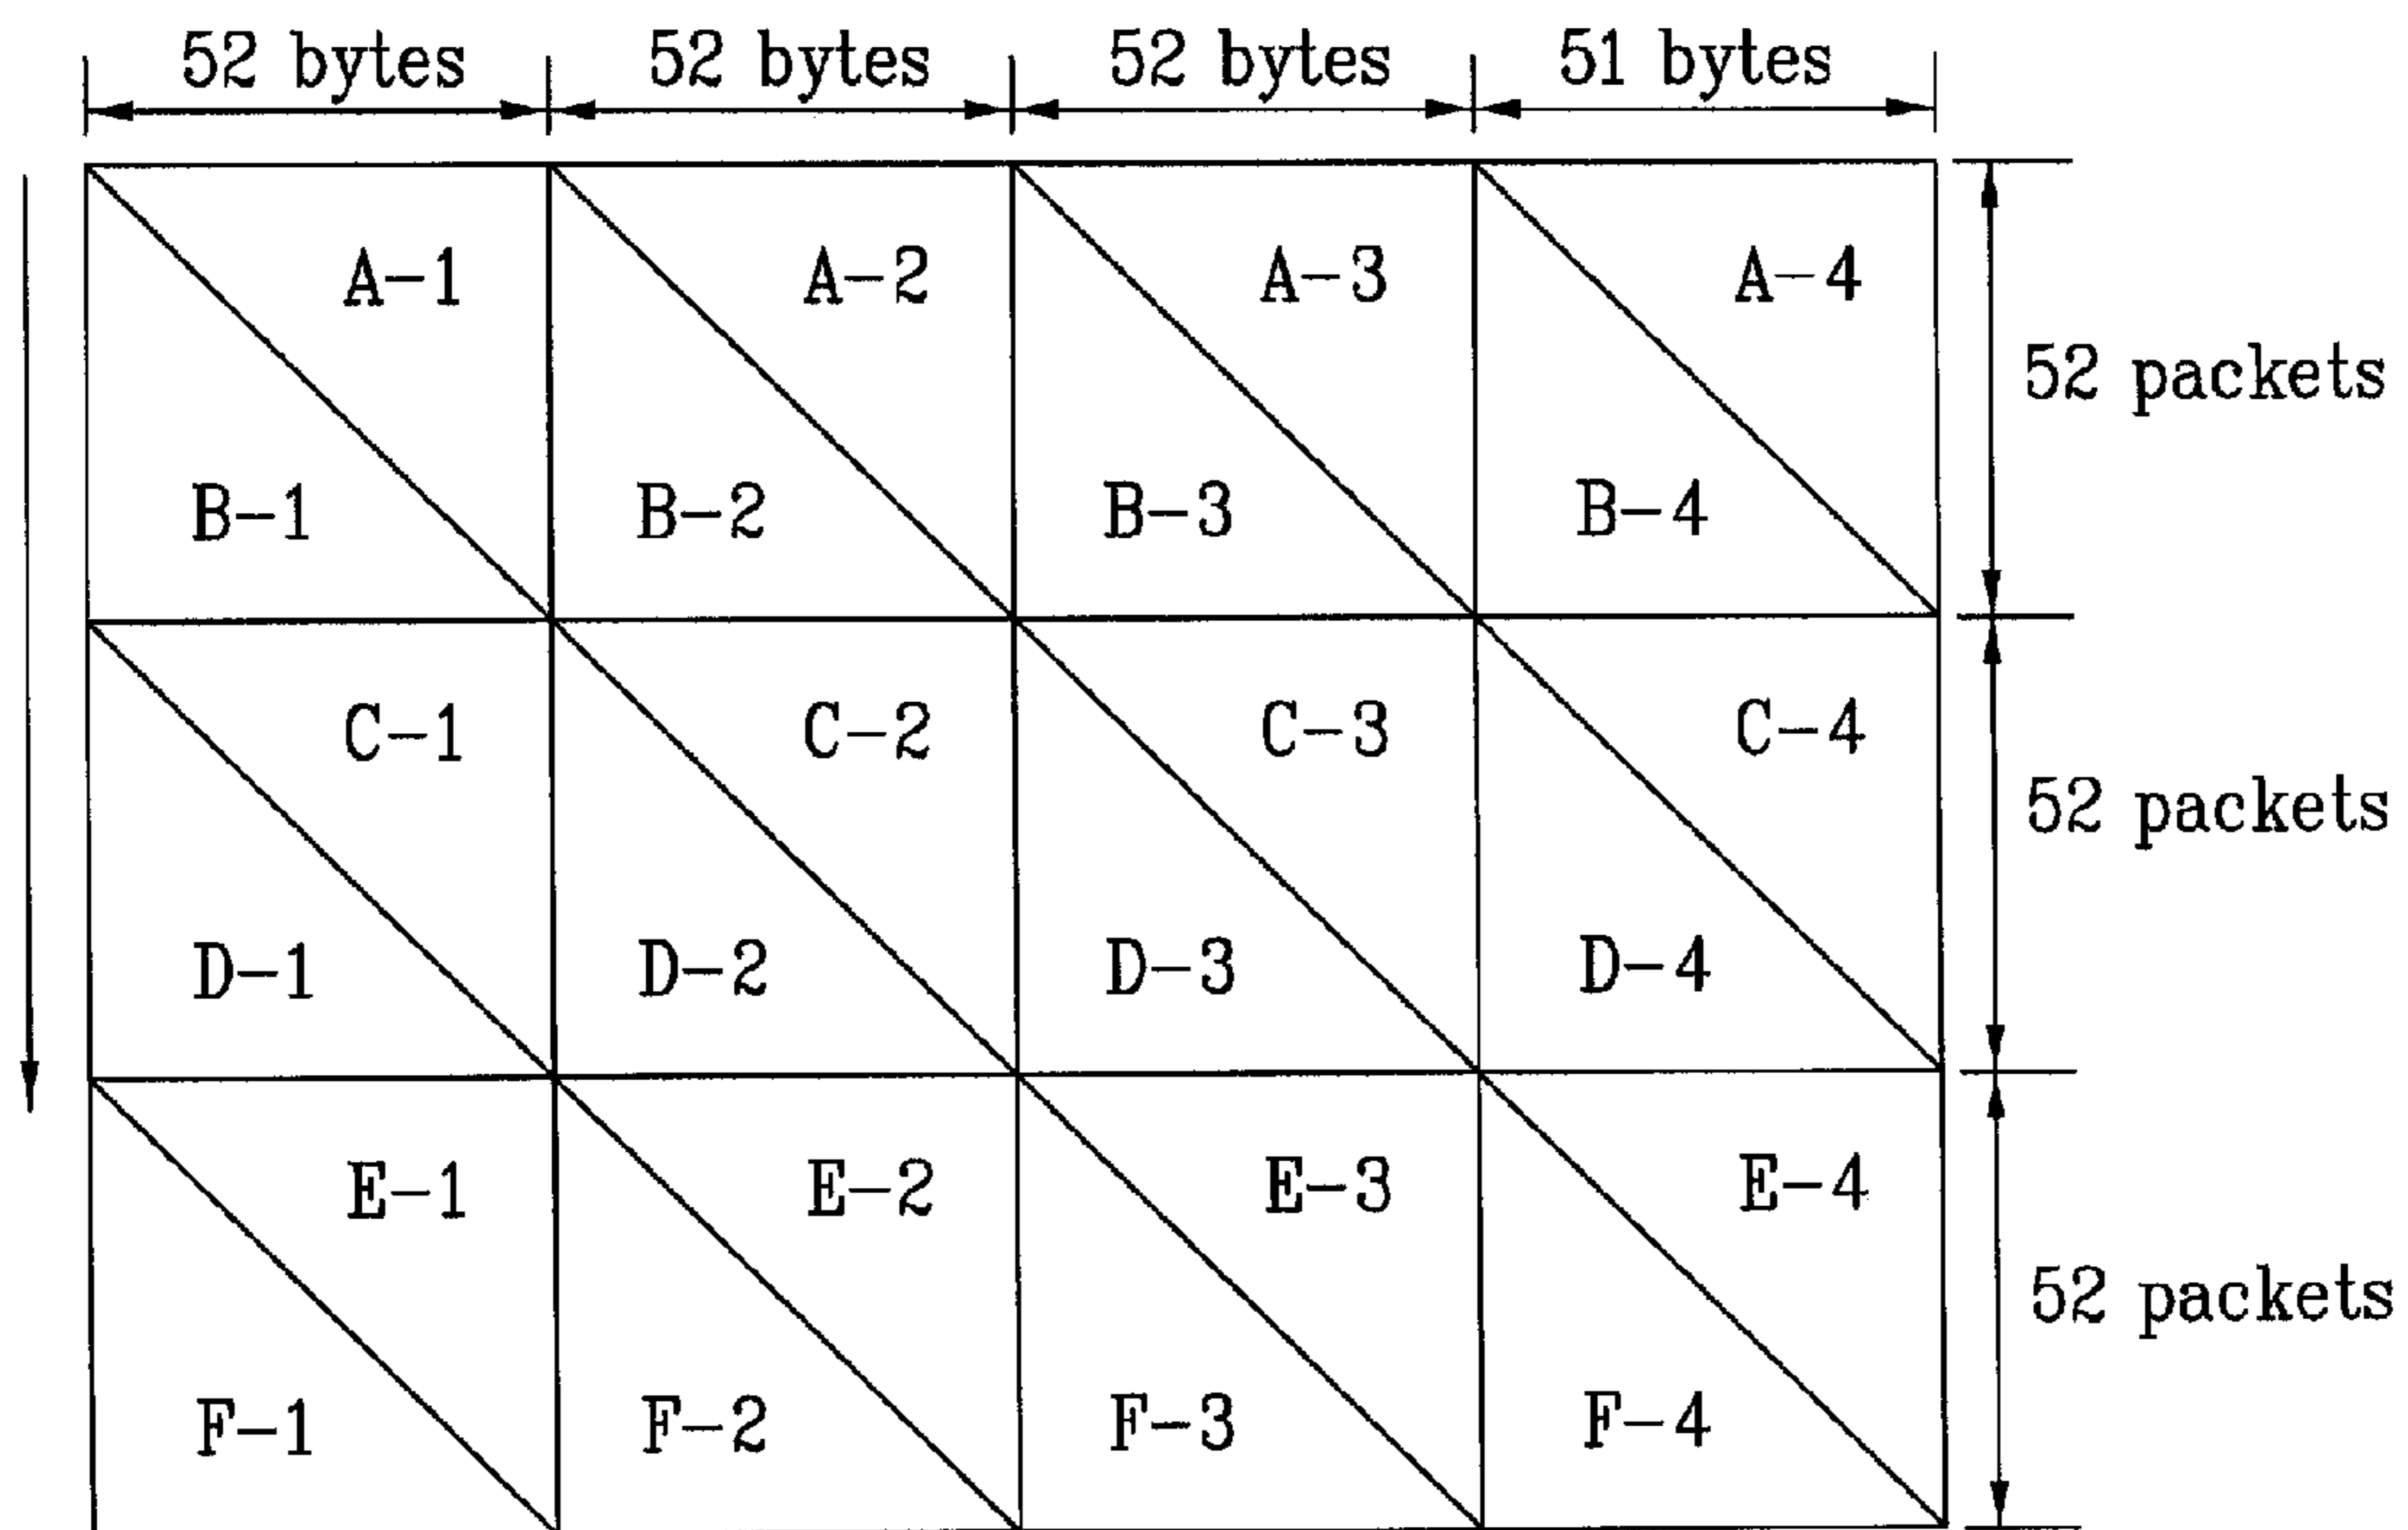 52 bytes 52 bytes 52 bytes 51 bytes
A-1 A-2 A-3 A-4
52 packets
B-1 B-2 B-3 B-4
C-1 C-2 C-3 C-4
52 packets
D-1 D-2 D-3 D-4
E-1 E-2 E-3 E-4
52 packets
F-1 F-2 F-3 F-4